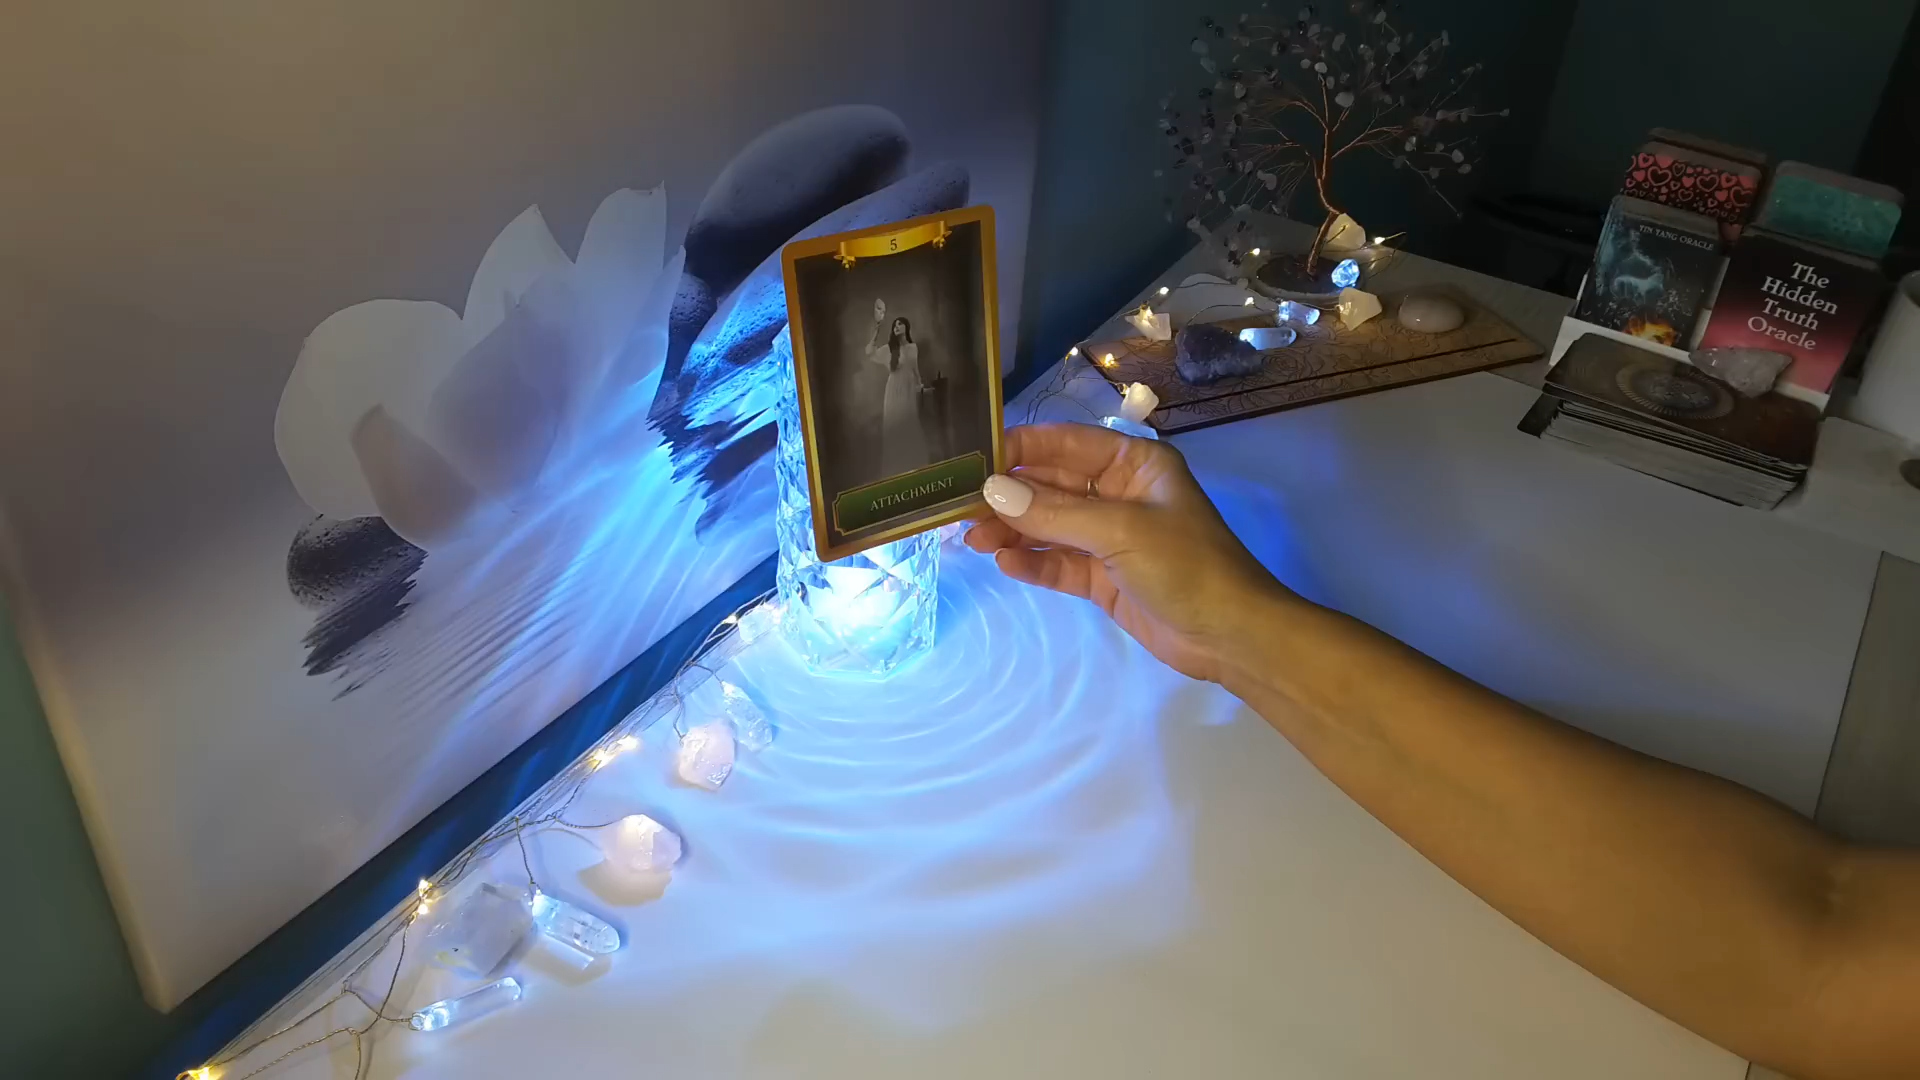 5
ATTACHMENT
YIN YANG ORACLE
The
Hidden
Truth
Oracle